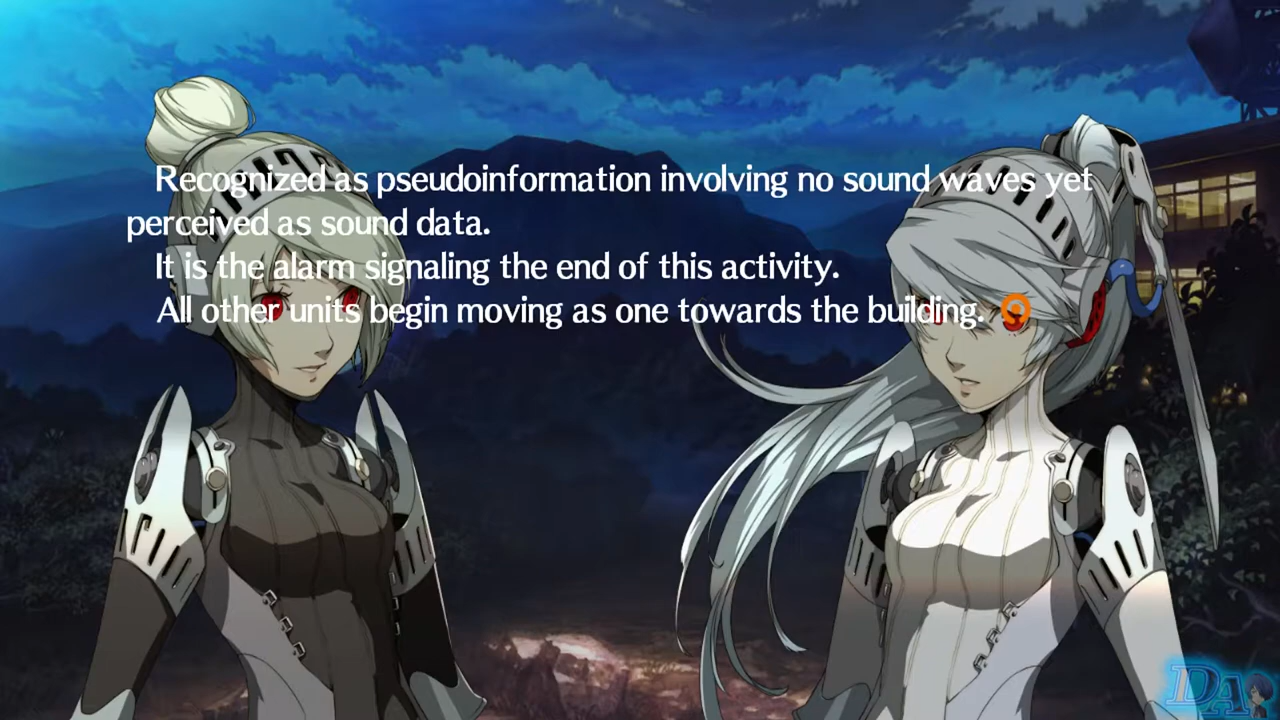 Recognized as pseudoinformation involving no sound waves yet
perceived as sound data.
It is the alarm signaling the end of this activity.
All other units begin moving as one towards the building.
DA